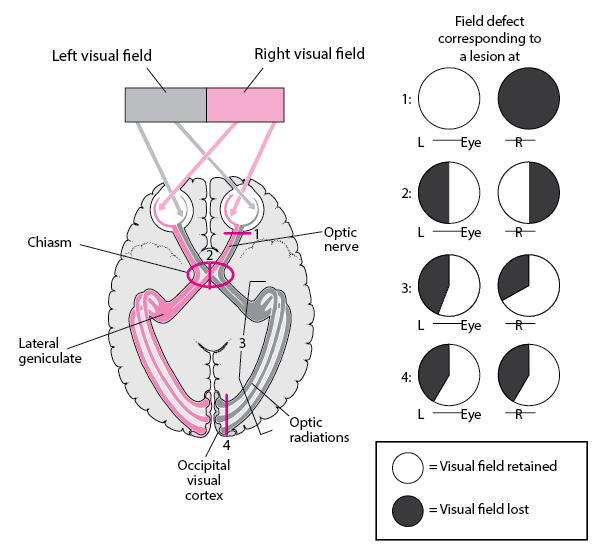 Field defect
corresponding to
a lesion at
Left visual field
Right visual field
1:
L Eye R
2:
L Eye R
3:
L Eye R
4:
L Eye R
1
Optic
nerve
Chiasm
2
Lateral
geniculate
3
Optic
radiations
4
Occipital
visual
cortex
= Visual field retained
= Visual field lost